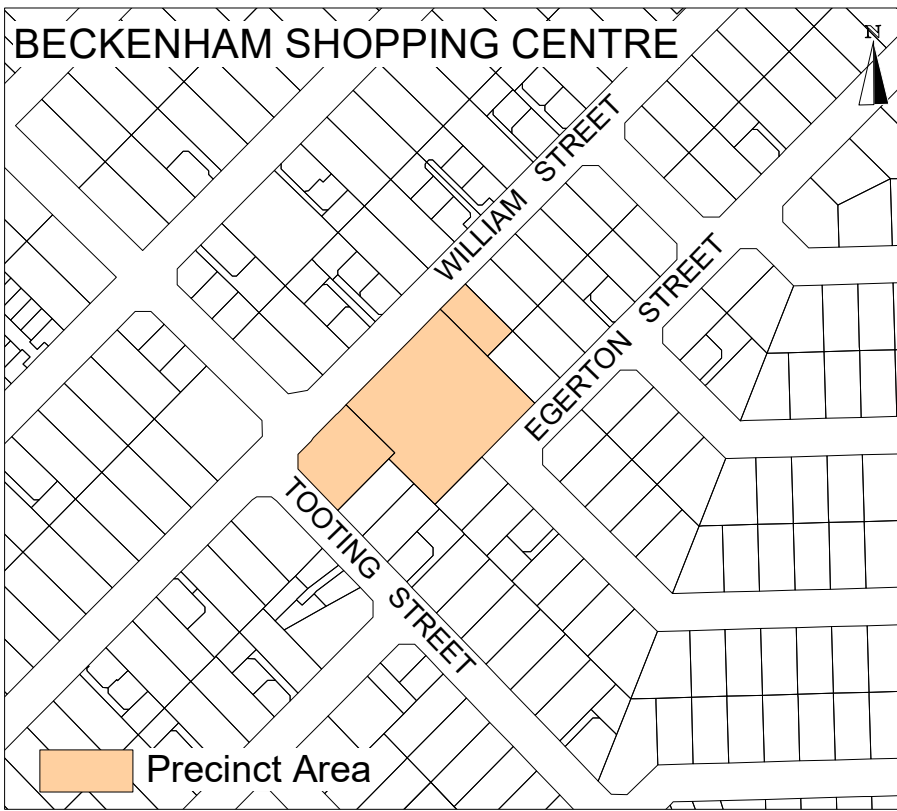 BECKENHAM SHOPPING CENTRE
N
WILLIAM STREET
EGERTON STREET
TOOTING STREET
Precinct Area